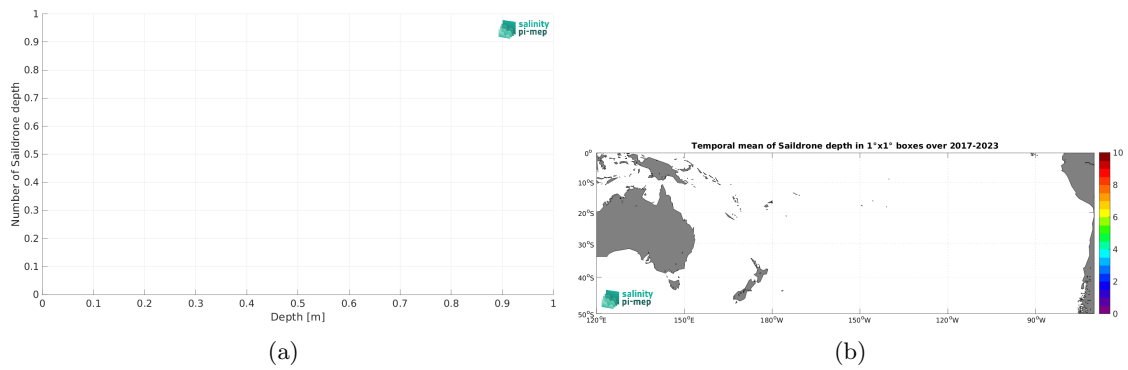 1
0.9
0.8
0.7
0.6
0.5
0.4
0.3
0.2
0.1
0
Number of Saildrone depth
salinity
pi-mep
0 0.1 0.2 0.3 0.4 0.5 0.6 0.7 0.8 0.9 1
Depth [m]
(a)
Temporal mean of Saildrone depth in 1°x1° boxes over 2017-2023
0°
10°S
20°S
30°S
40°S
50°S
salinity
pi-mep
120°E 150°E 180°W 150°W 120°W 90°W
10
8
6
4
2
0
(b)